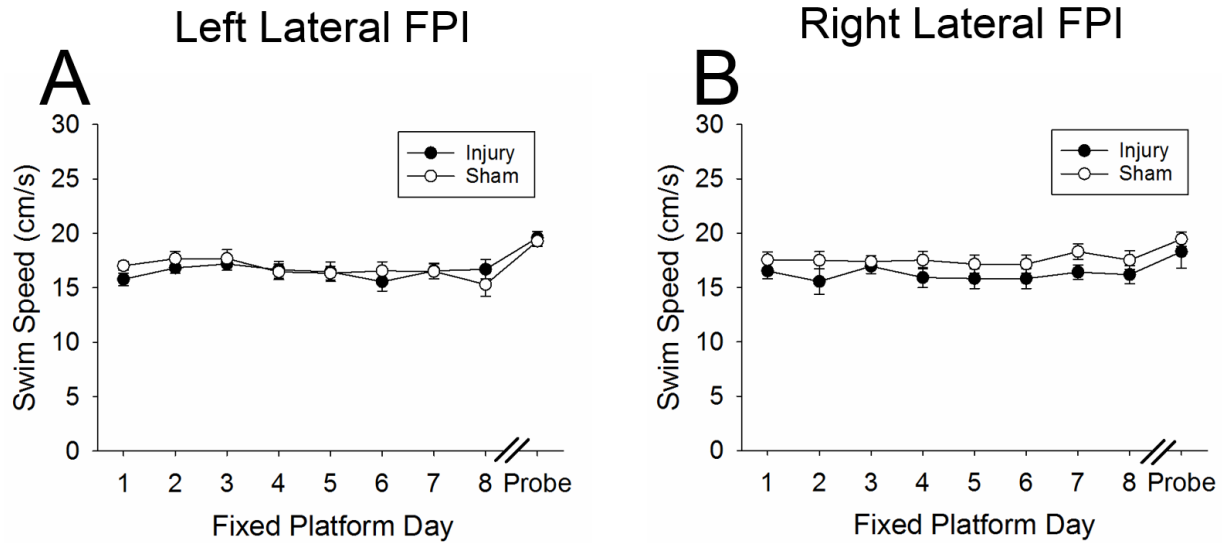 Left Lateral FPI
A
30
25
20
15
10
5
0
Swim Speed (cm/s)
Injury
Sham
1 2 3 4 5 6 7 8 Probe
Fixed Platform Day
Right Lateral FPI
B
30
25
20
15
10
5
0
Swim Speed (cm/s)
Injury
Sham
1 2 3 4 5 6 7 8 Probe
Fixed Platform Day